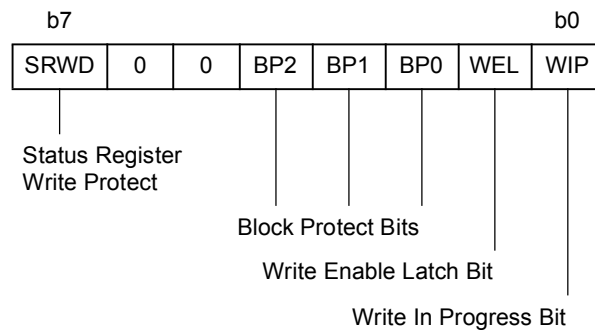 b7 b0
SRWD 0 0 BP2 BP1 BP0 WEL WIP
Status Register
Write Protect
Block Protect Bits
Write Enable Latch Bit
Write In Progress Bit